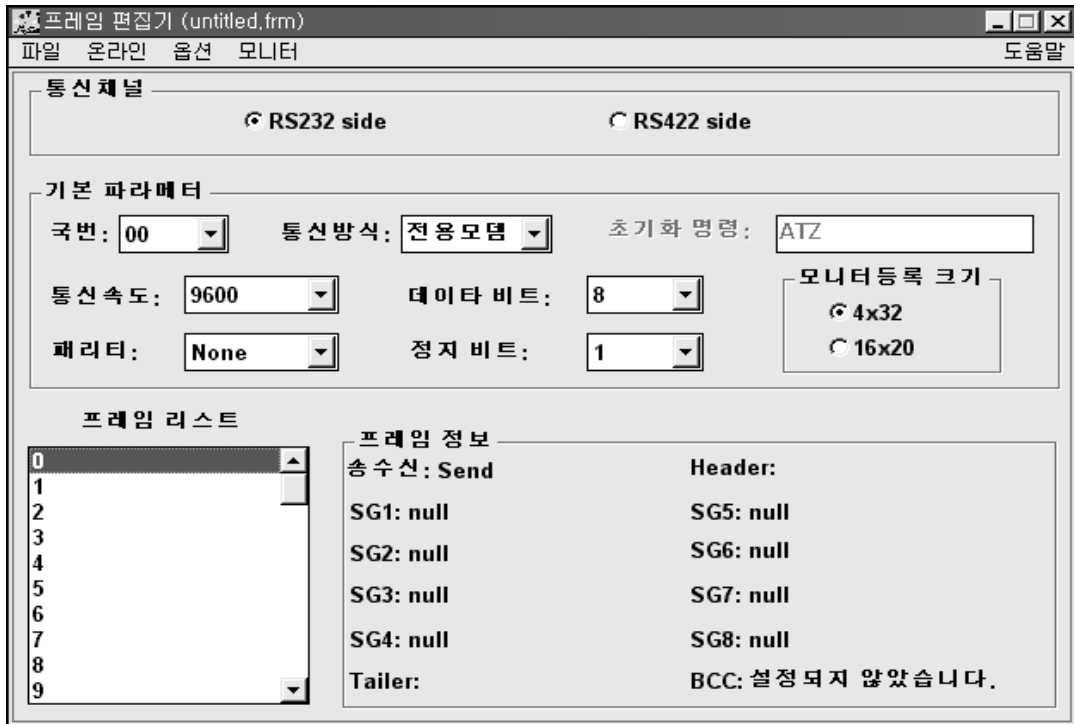 프레임 편집기 (untitled.frm)
파일 온라인 옵션 모니터 도움말
통신채널
RS232 side RS422 side
기본 파라메터
국번: 00 통신방식: 전용모뎀 초기화 명령: ATZ
통신속도: 9600 데이타 비트: 8
모니터등록 크기
4x32
패리티: None 정지 비트: 1
16x20
프레임 리스트
0
1
2
3
4
5
6
7
8
9
프레임 정보
송수신: Send Header:
SG1: null SG5: null
SG2: null SG6: null
SG3: null SG7: null
SG4: null SG8: null
Tailer: BCC: 설정되지 않았습니다.